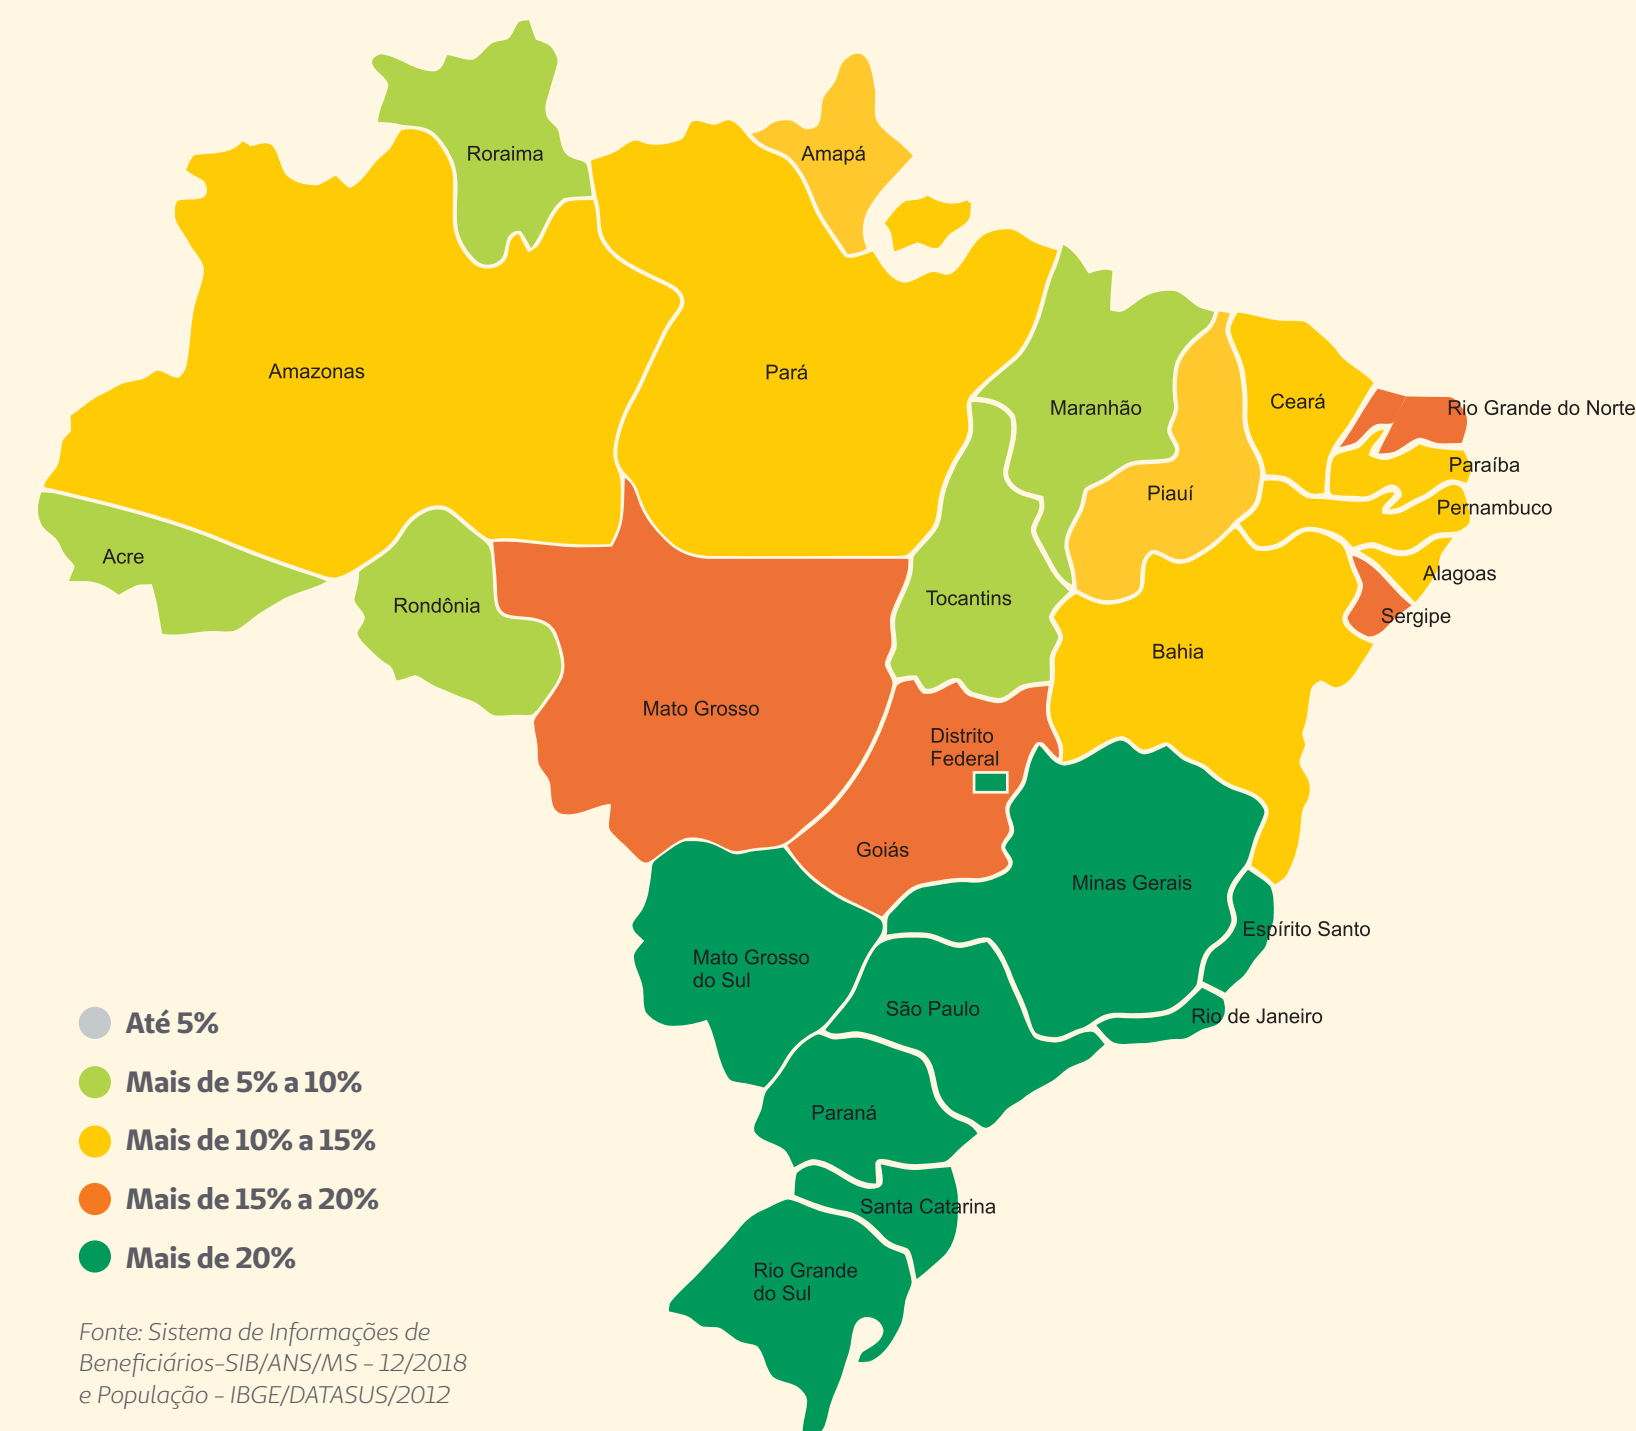 Roraima
Amapá
Amazonas
Pará
Maranhão
Ceará
Rio Grande do Norte
Paraíba
Piauí
Pernambuco
Acre
Alagoas
Rondônia
Tocantins
Sergipe
Bahia
Mato Grosso
Distrito
Federal
Goiás
Minas Gerais
Espírito Santo
Mato Grosso
do Sul
São Paulo
Rio de Janeiro
Paraná
Santa Catarina
Rio Grande
do Sul
Até 5%
Mais de 5% a 10%
Mais de 10% a 15%
Mais de 15% a 20%
Mais de 20%
Fonte: Sistema de Informações de
Beneficiários-SIB/ANS/MS - 12/2018
e População - IBGE/DATASUS/2012